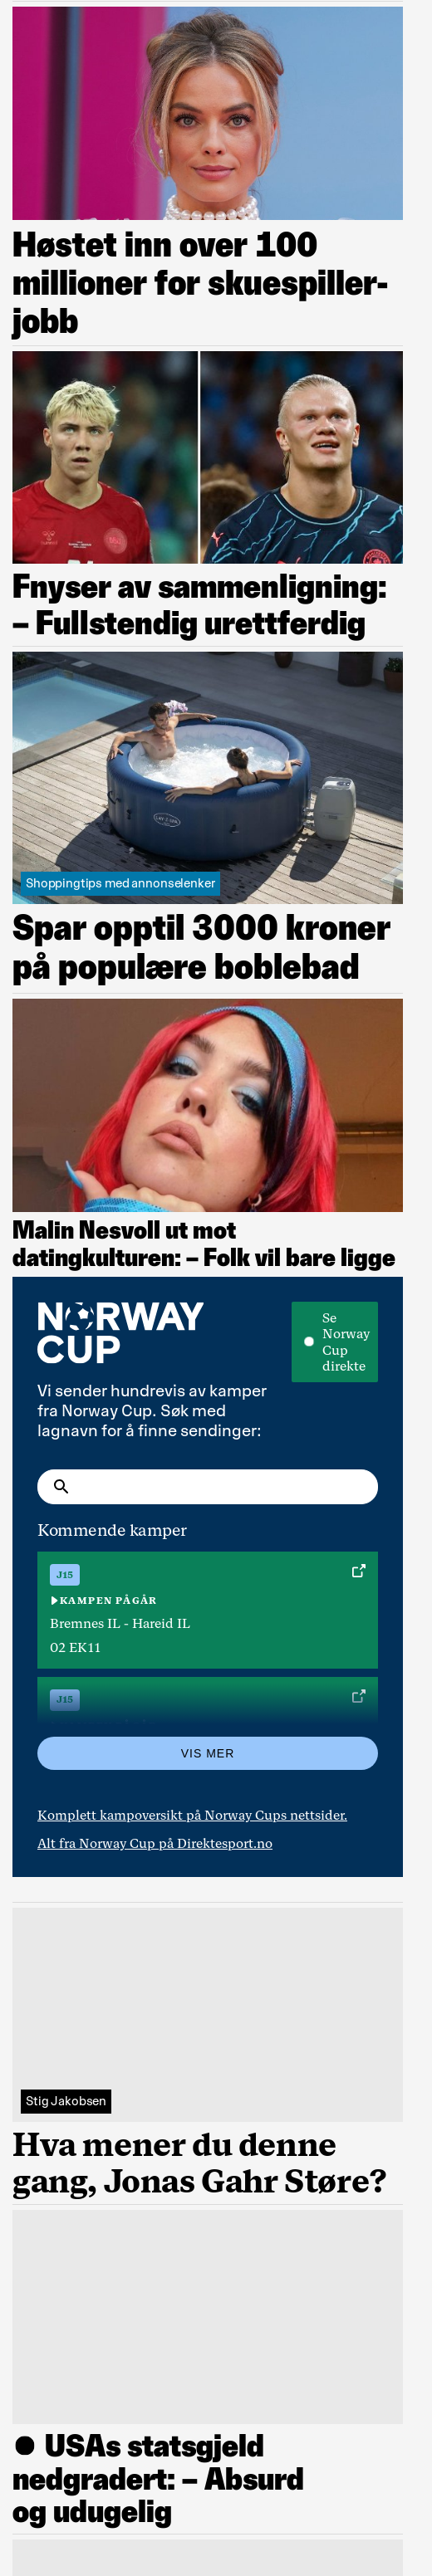 Høstet inn over 100
millioner for skuespiller-
jobb
Fnyser av sammenligning:
– Fullstendig urettferdig
Shoppingtips med annonselenker
Spar opptil 3000 kroner
på populære boblebad
Malin Nesvoll ut mot
datingkulturen: – Folk vil bare ligge
NORWAY
CUP
Se
Norway
Cup
direkte
Vi sender hundrevis av kamper
fra Norway Cup. Søk med
lagnavn for å finne sendinger:
Kommende kamper
J15
KAMPEN PÅGÅR
Bremnes IL - Hareid IL
02 EK11
J15
VIS MER
Komplett kampoversikt på Norway Cups nettsider.
Alt fra Norway Cup på Direktesport.no
Stig Jakobsen
Hva mener du denne
gang, Jonas Gahr Støre?
USAs statsgjeld
nedgradert: – Absurd
og udugelig